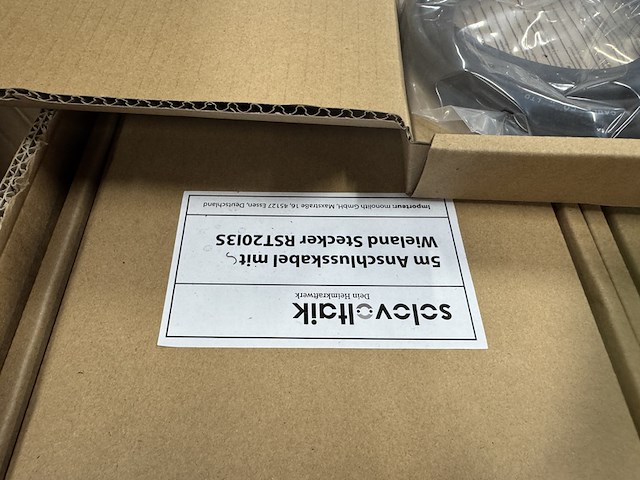 solovoltaik
Dein Heimkraftwerk
5m Anschlusskabel mit
Wieland Stecker RST20I3S
Importeur: monolith GmbH, Maxstraße 16, 45127 Essen, Deutschland